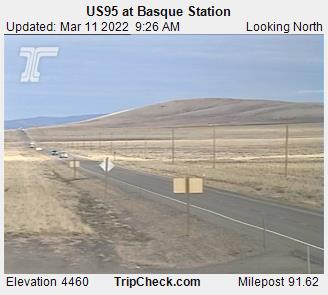 US95 at Basque Station
Updated: Mar 11 2022 9:26 AM Looking North
Elevation 4460 TripCheck.com Milepost 91.62